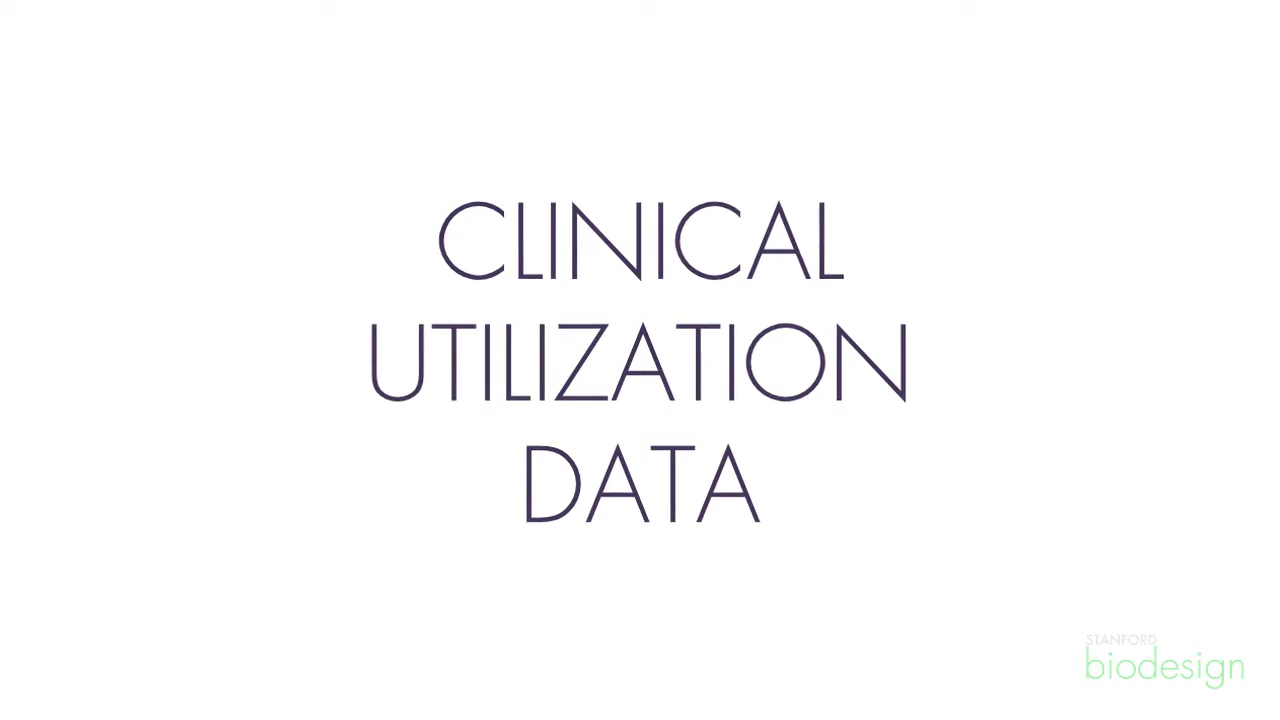 CLINICAL
UTILIZATION
DATA
STANFORD
biodesign